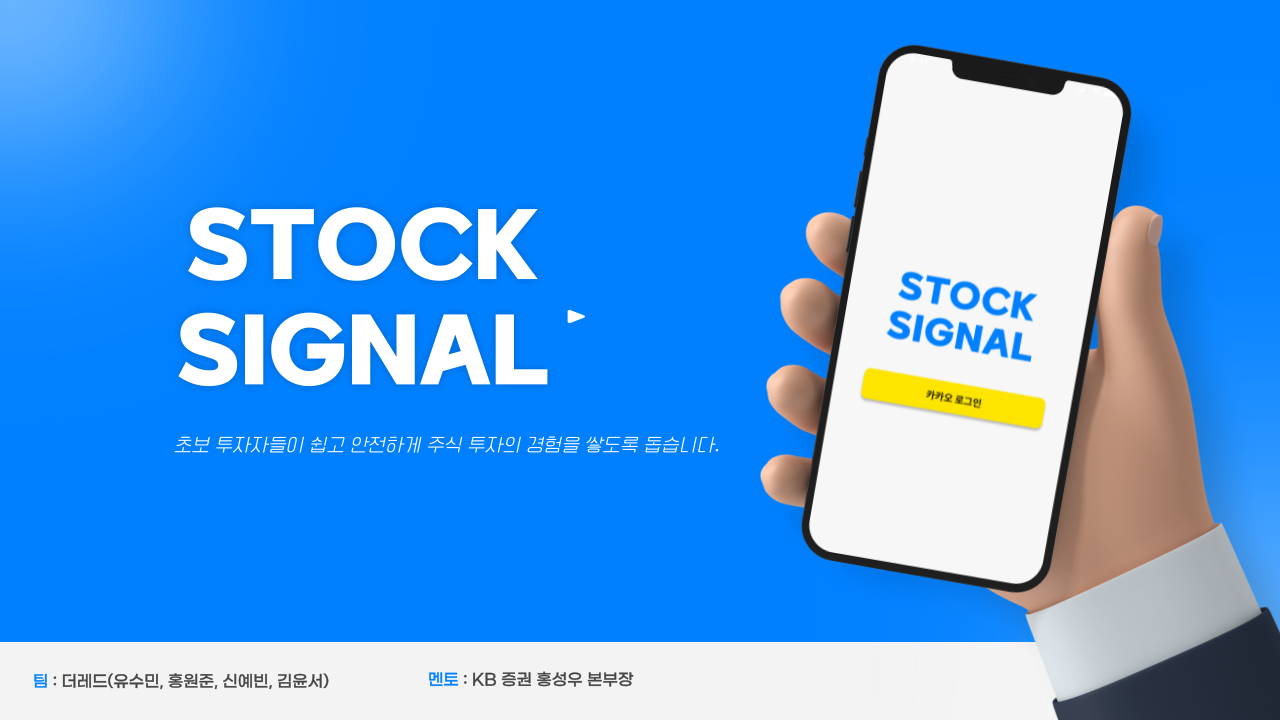 STOCK
SIGNAL
초보 투자자들이 쉽고 안전하게 주식 투자의 경험을 쌓도록 돕습니다.
STOCK
SIGNAL
카카오 로그인
팀 : 더레드(유수민, 홍원준, 신예빈, 김윤서)
멘토 : KB 증권 홍성우 본부장